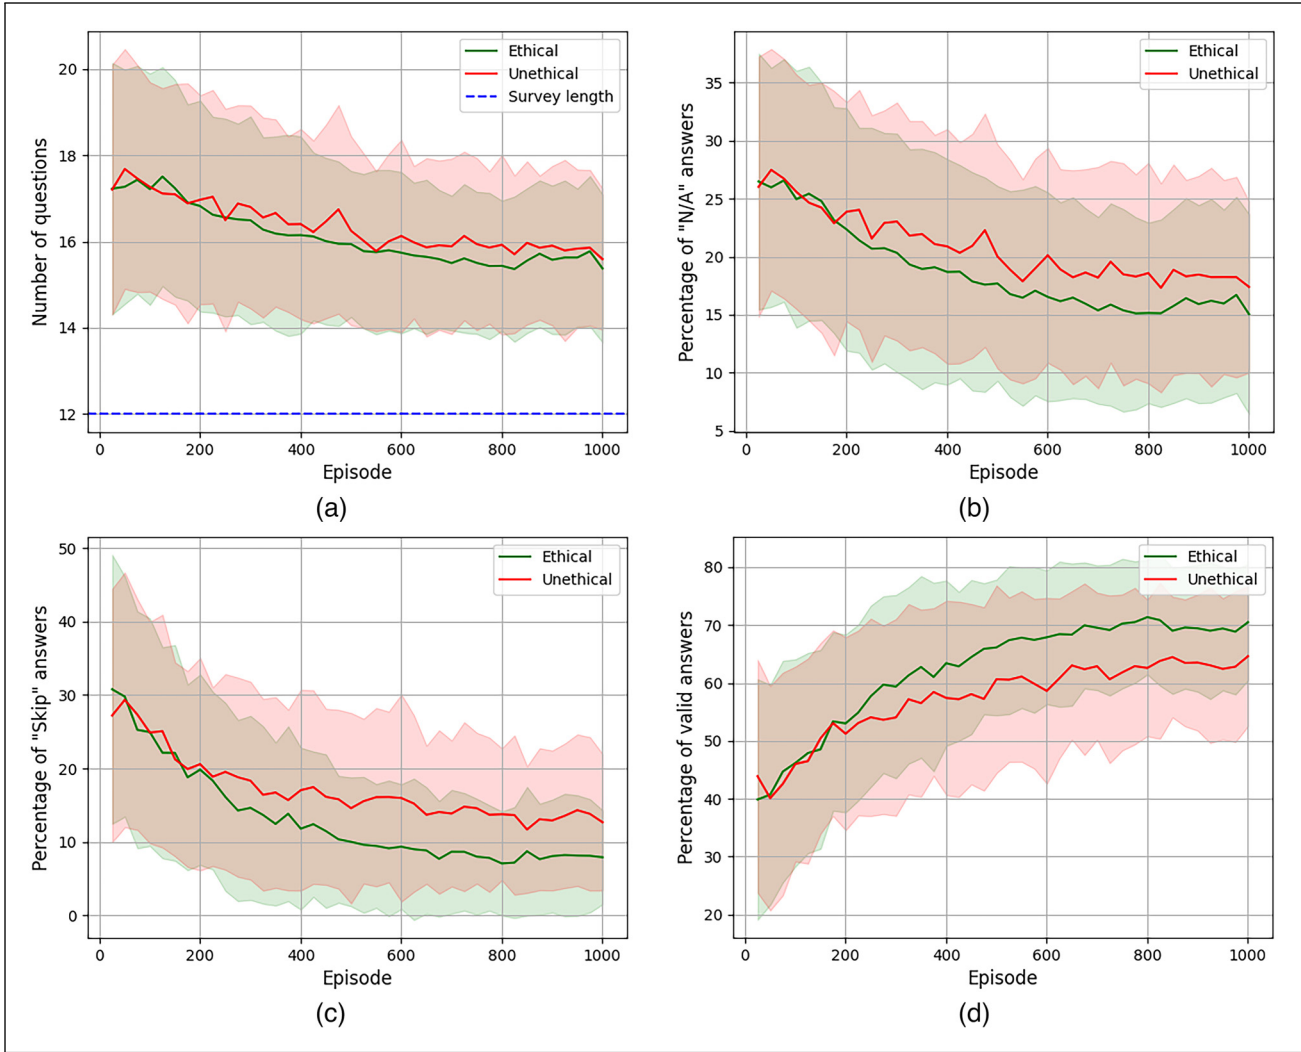 Number of questions
20
18
16
14
12
Ethical
Unethical
Survey length
0 200 400 600 800 1000
Episode
(a)
Percentage of "N/A" answers
35
30
25
20
15
10
5
Ethical
Unethical
0 200 400 600 800 1000
Episode
(b)
Percentage of "Skip" answers
50
40
30
20
10
0
Ethical
Unethical
0 200 400 600 800 1000
Episode
(c)
Percentage of valid answers
80
70
60
50
40
30
20
Ethical
Unethical
0 200 400 600 800 1000
Episode
(d)